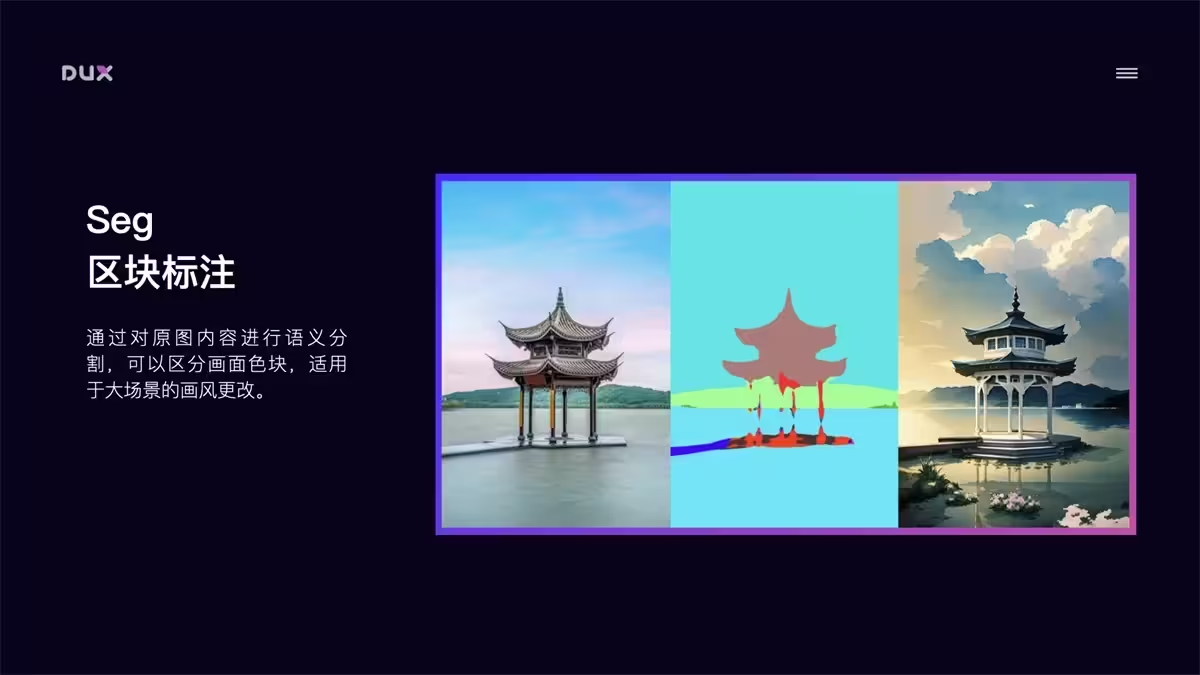 DUX
Seg
区块标注
通过对原图内容进行语义分
割，可以区分画面色块，适用
于大场景的画风更改。